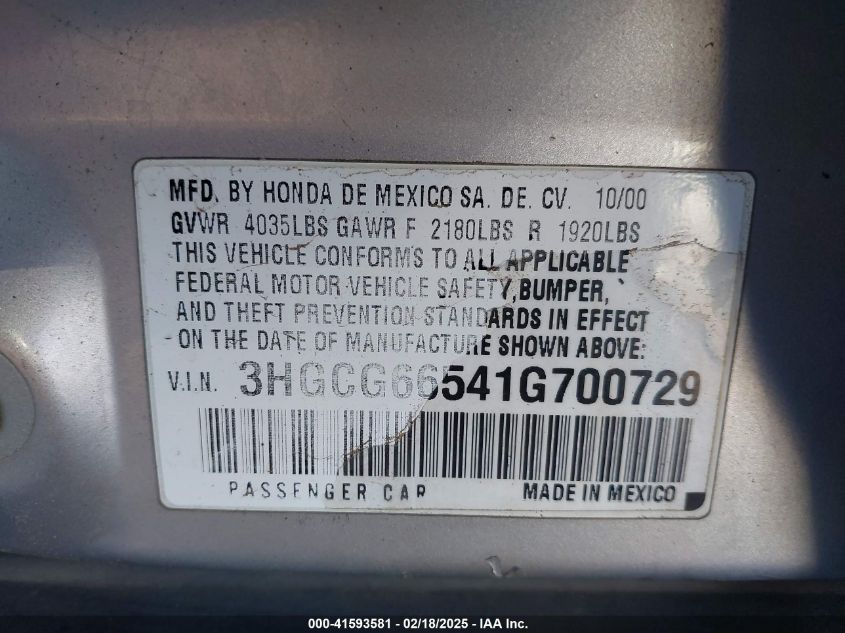 MFD. BY HONDA DE MEXICO SA. DE. CV. 10/00
GVWR 4035LBS GAWR F 2180LBS R 1920LBS
THIS VEHICLE CONFORMS TO ALL APPLICABLE
FEDERAL MOTOR VEHICLE SAFETY, BUMPER,
AND THEFT PREVENTION STANDARDS IN EFFECT
ON THE DATE OF MANUFACTURE SHOWN ABOVE:
V.I.N. 3HGCG66541G700729
PASSENGER CAR MADE IN MEXICO
000-41593581 - 02/18/2025 - IAA Inc.